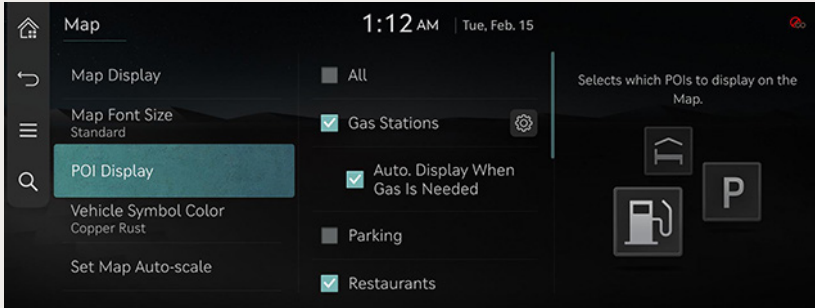 Map
1:12 AM
Tue, Feb. 15
Map Display
Map Font Size
Standard
POI Display
Vehicle Symbol Color
Copper Rust
Set Map Auto-scale
All
Gas Stations
Auto. Display When
Gas Is Needed
Parking
Restaurants
Selects which POIs to display on the
Map.
P